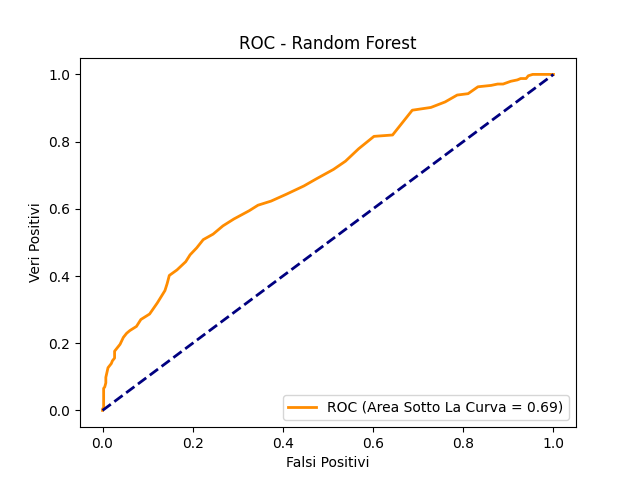 ROC - Random Forest
1.0
0.8
0.6
0.4
0.2
0.0
Veri Positivi
0.0 0.2 0.4 0.6 0.8 1.0
Falsi Positivi
ROC (Area Sotto La Curva = 0.69)